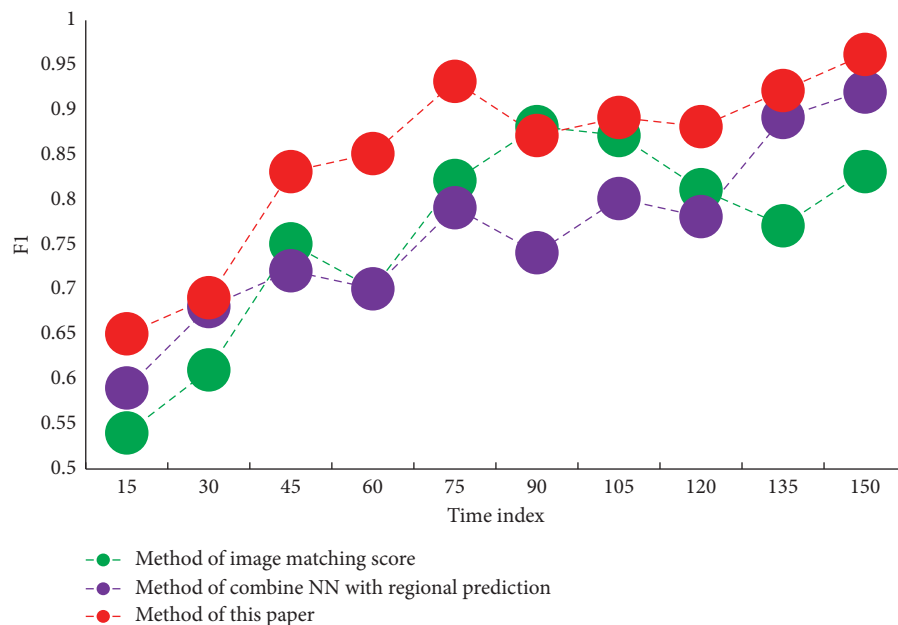 1
0.95
0.9
0.85
0.8
0.75
0.7
0.65
0.6
0.55
0.5
F1
15 30 45 60 75 90 105 120 135 150
Time index
Method of image matching score
Method of combine NN with regional prediction
Method of this paper